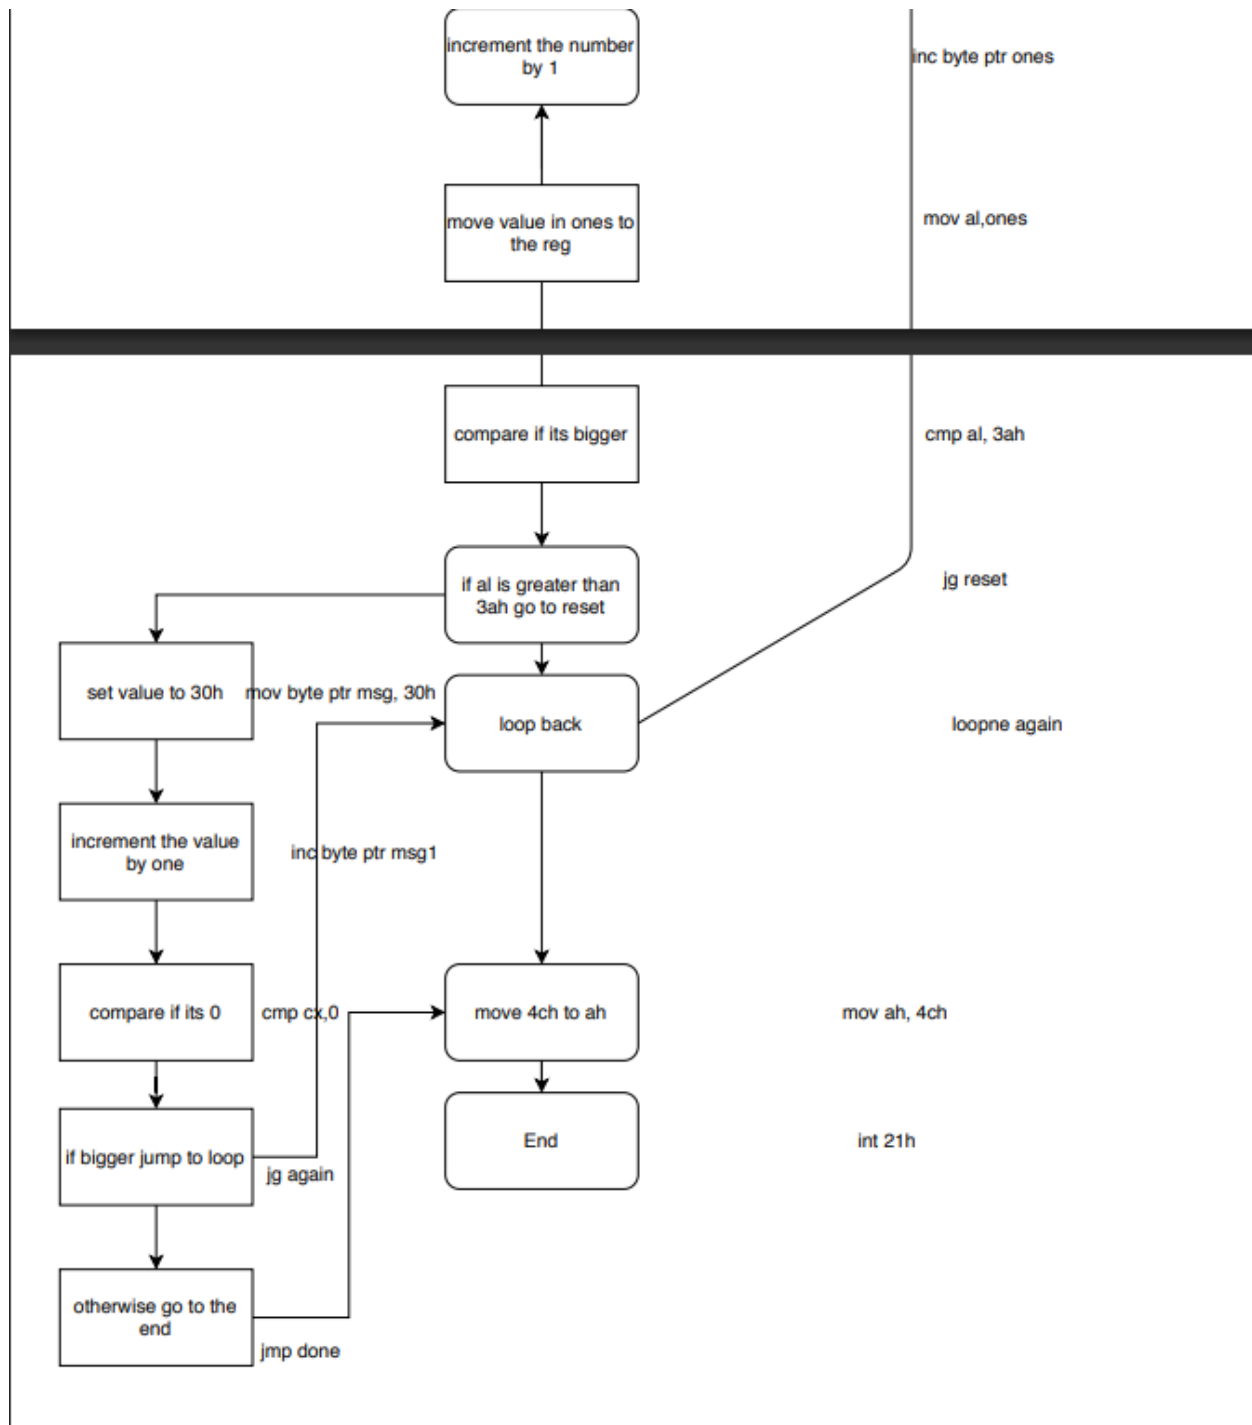 increment the number
by 1
inc byte ptr ones
move value in ones to
the reg
mov al,ones
compare if its bigger
cmp al, 3ah
if al is greater than
3ah go to reset
jg reset
set value to 30h
mov byte ptr msg, 30h
loop back
loopne again
increment the value
by one
inc byte ptr msg1
compare if its 0
cmp cx,0
move 4ch to ah
mov ah, 4ch
if bigger jump to loop
jg again
End
int 21h
otherwise go to the
end
jmp done